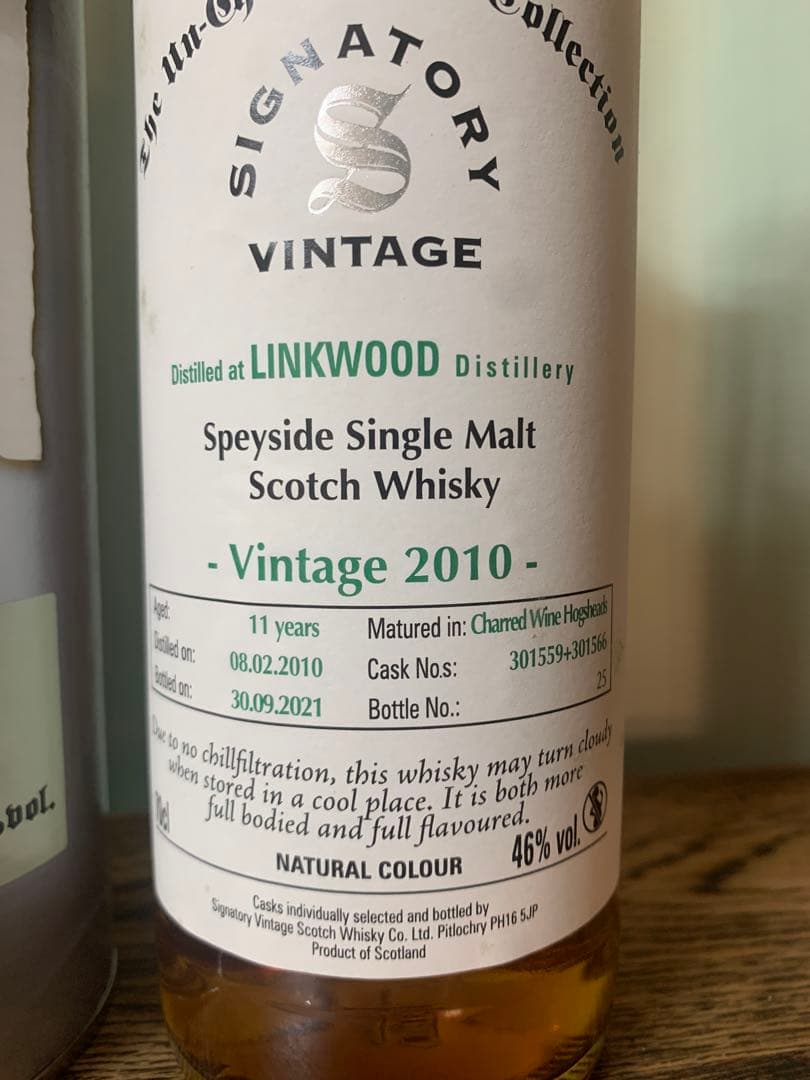 The Un-
Collection
SIGNATORY
S
VINTAGE
Distilled at LINKWOOD Distillery
Speyside Single Malt
Scotch Whisky
- Vintage 2010 -
Aged: 11 years
Distilled on: 08.02.2010
Bottled on: 30.09.2021
Matured in: Charred Wine Hogsheads
Cask No.s: 301559+301566
Bottle No.: 25
Due to no chillfiltration, this whisky may turn cloudy
when stored in a cool place. It is both more
full bodied and full flavoured.
70cl
NATURAL COLOUR
46% vol.
Casks individually selected and bottled by
Signatory Vintage Scotch Whisky Co. Ltd. Pitlochry PH16 5JP
Product of Scotland
vol.